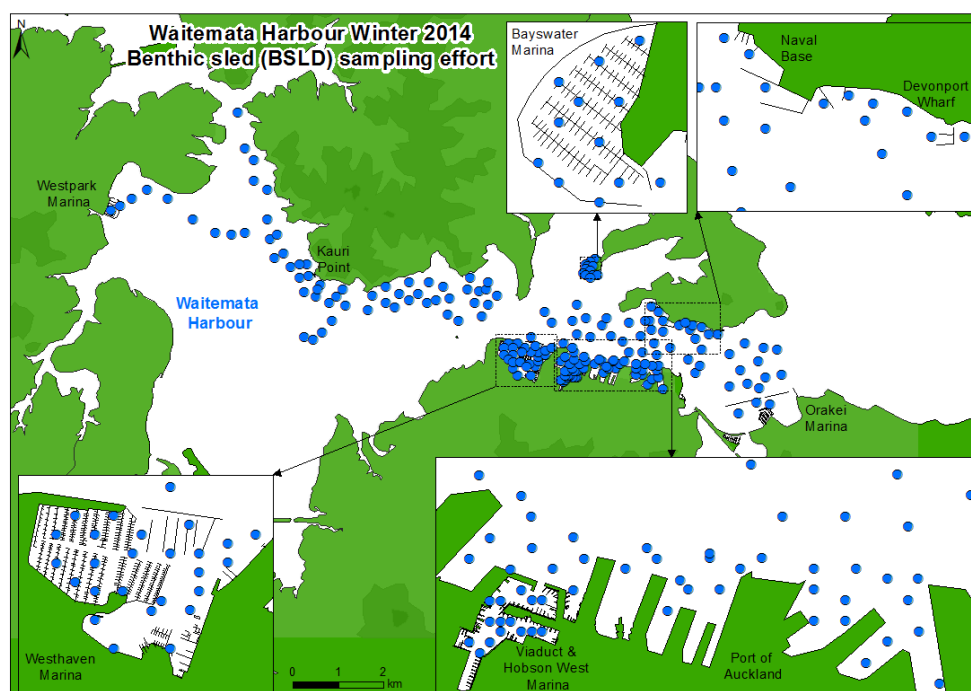 N
Waitemata Harbour Winter 2014
Benthic sled (BSLD) sampling effort
Bayswater
Marina
Naval
Base
Devonport
Wharf
Westpark
Marina
Kauri
Point
Waitemata
Harbour
Orakei
Marina
Westhaven
Marina
0 1 2
km
Viaduct &
Hobson West
Marina
Port of
Auckland